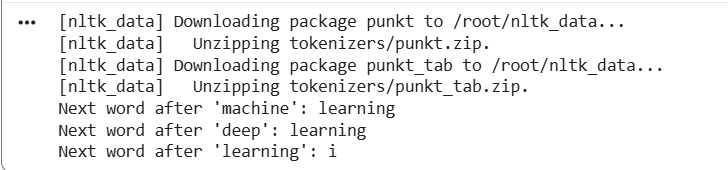 [nltk_data] Downloading package punkt to /root/nltk_data...
[nltk_data]   Unzipping tokenizers/punkt.zip.
[nltk_data] Downloading package punkt_tab to /root/nltk_data...
[nltk_data]   Unzipping tokenizers/punkt_tab.zip.
Next word after 'machine': learning
Next word after 'deep': learning
Next word after 'learning': i